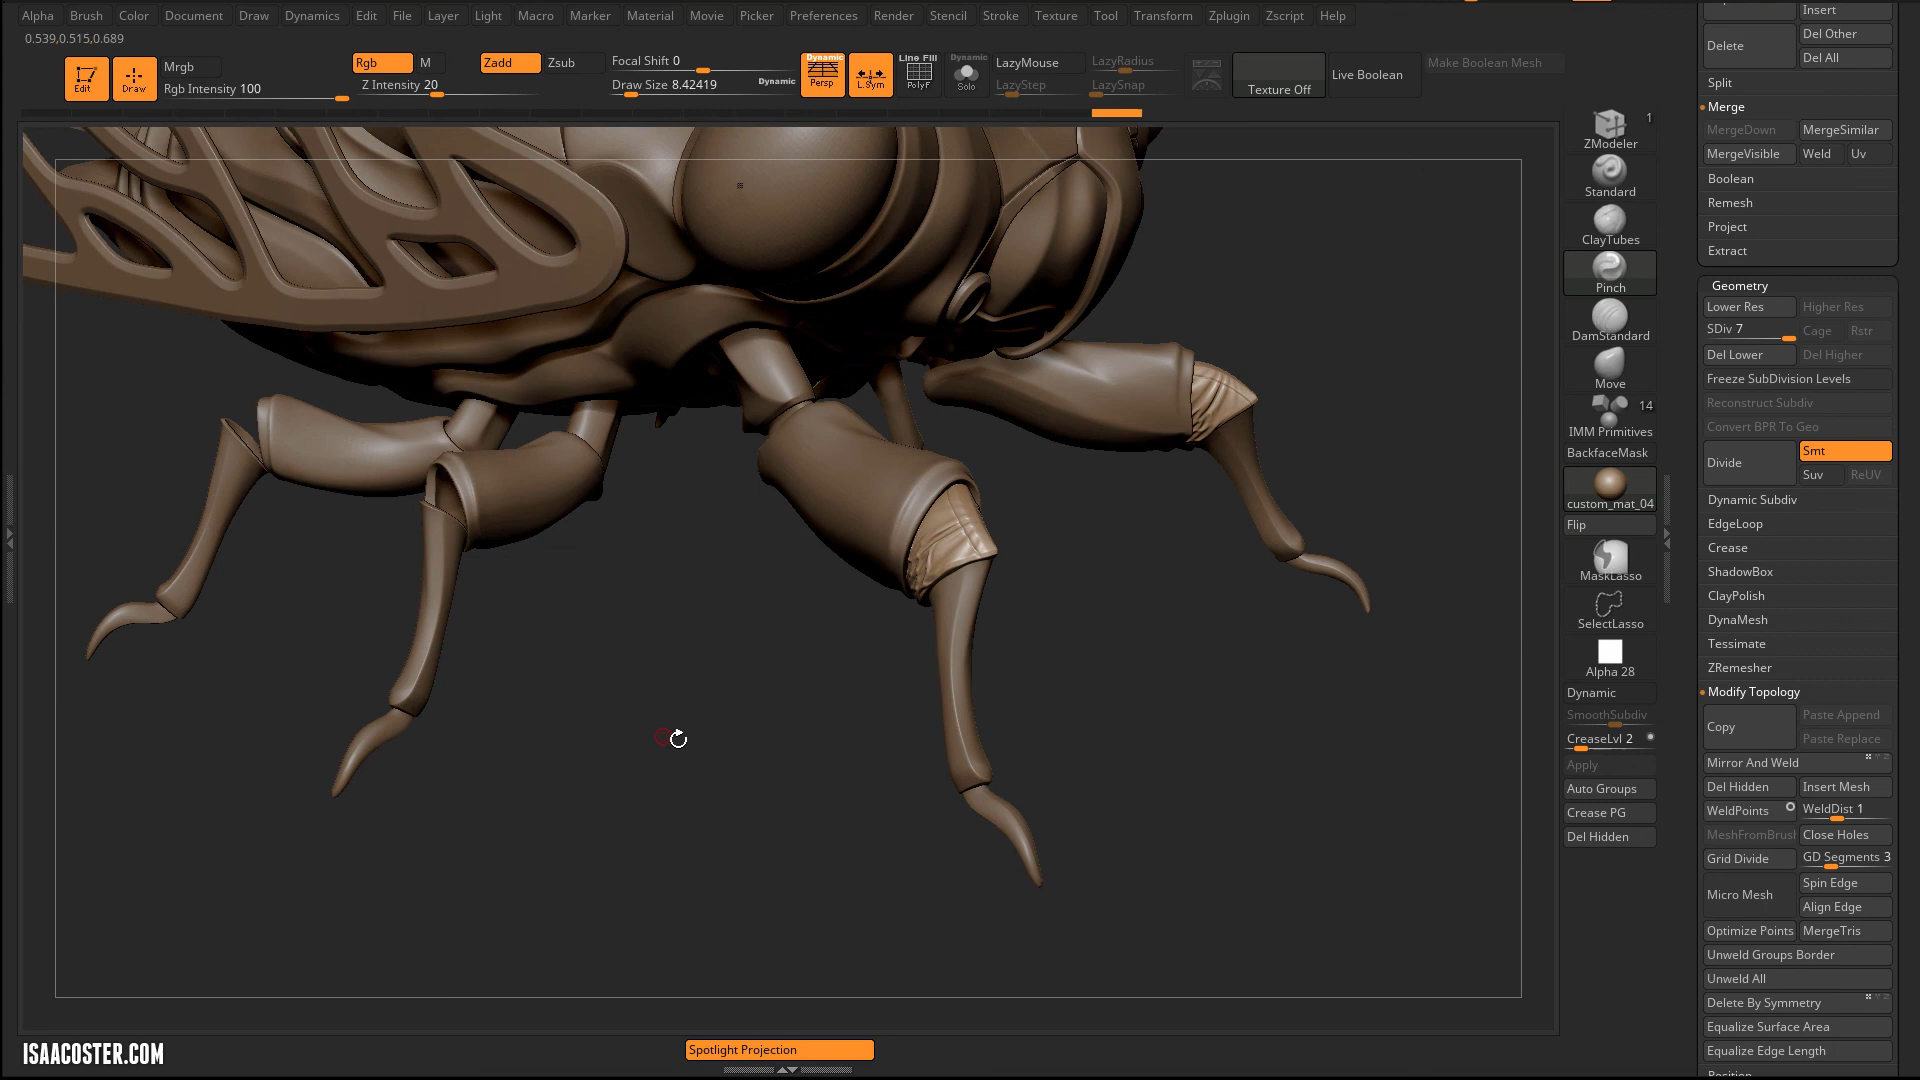 Alpha Brush Color Document Draw Dynamics Edit File Layer Light Macro Marker Material Movie Picker Preferences Render Stencil Stroke Texture Tool Transform Zplugin Zscript Help
0.539,0.515,0.689
Edit
Draw
Mrgb
Rgb Intensity 100
Rgb
M
Z Intensity 20
Zadd
Zsub
Focal Shift 0
Draw Size 8.42419
Dynamic
Dynamic
Persp
L.Sym
Line Fill
PolyF
Dynamic
Solo
LazyMouse
LazyStep
LazyRadius
LazySnap
Texture Off
Live Boolean
Make Boolean Mesh
1
ZModeler
Standard
ClayTubes
Pinch
DamStandard
Move
14
IMM Primitives
BackfaceMask
custom_mat_04
Flip
MaskLasso
SelectLasso
Alpha 28
Dynamic
SmoothSubdiv
CreaseLvl 2
Apply
Auto Groups
Crease PG
Del Hidden
Insert
Delete
Del Other
Del All
Split
Merge
MergeDown MergeSimilar
MergeVisible Weld Uv
Boolean
Remesh
Project
Extract
Geometry
Lower Res Higher Res
SDiv 7 Cage Rstr
Del Lower Del Higher
Freeze SubDivision Levels
Reconstruct Subdiv
Convert BPR To Geo
Divide
Smt
Suv ReUV
Dynamic Subdiv
EdgeLoop
Crease
ShadowBox
ClayPolish
DynaMesh
Tessimate
ZRemesher
Modify Topology
Copy
Paste Append
Paste Replace
Mirror And Weld
Del Hidden Insert Mesh
WeldPoints WeldDist 1
MeshFromBrush Close Holes
Grid Divide GD Segments 3
Micro Mesh
Spin Edge
Align Edge
Optimize Points MergeTris
Unweld Groups Border
Unweld All
Delete By Symmetry
Equalize Surface Area
Equalize Edge Length
Position
ISAACOSTER.COM
Spotlight Projection